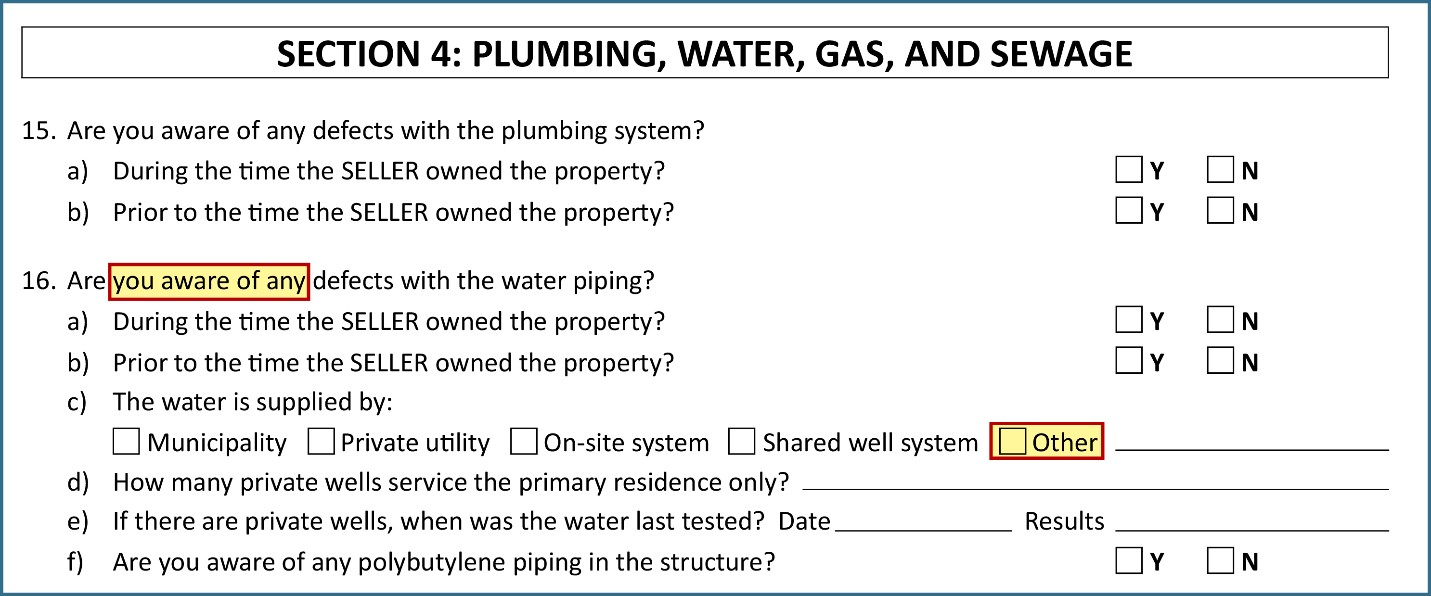 SECTION 4: PLUMBING, WATER, GAS, AND SEWAGE
15. Are you aware of any defects with the plumbing system?
a) During the time the SELLER owned the property? Y N
b) Prior to the time the SELLER owned the property? Y N
16. Are you aware of any defects with the water piping?
a) During the time the SELLER owned the property? Y N
b) Prior to the time the SELLER owned the property? Y N
c) The water is supplied by:
Municipality Private utility On-site system Shared well system Other
d) How many private wells service the primary residence only?
e) If there are private wells, when was the water last tested? Date Results
f) Are you aware of any polybutylene piping in the structure? Y N